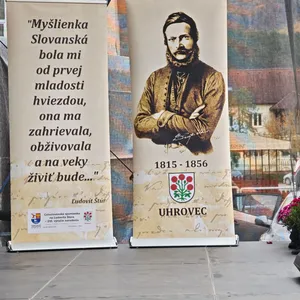 "Myšlienka
Slovanská
bola mi
od prvej
mladosti
hviezdou,
ona ma
zahrievala,
obživovala
a na veky
živiť bude..."
Ľudovít Štúr
1815 - 1856
UHROVEC